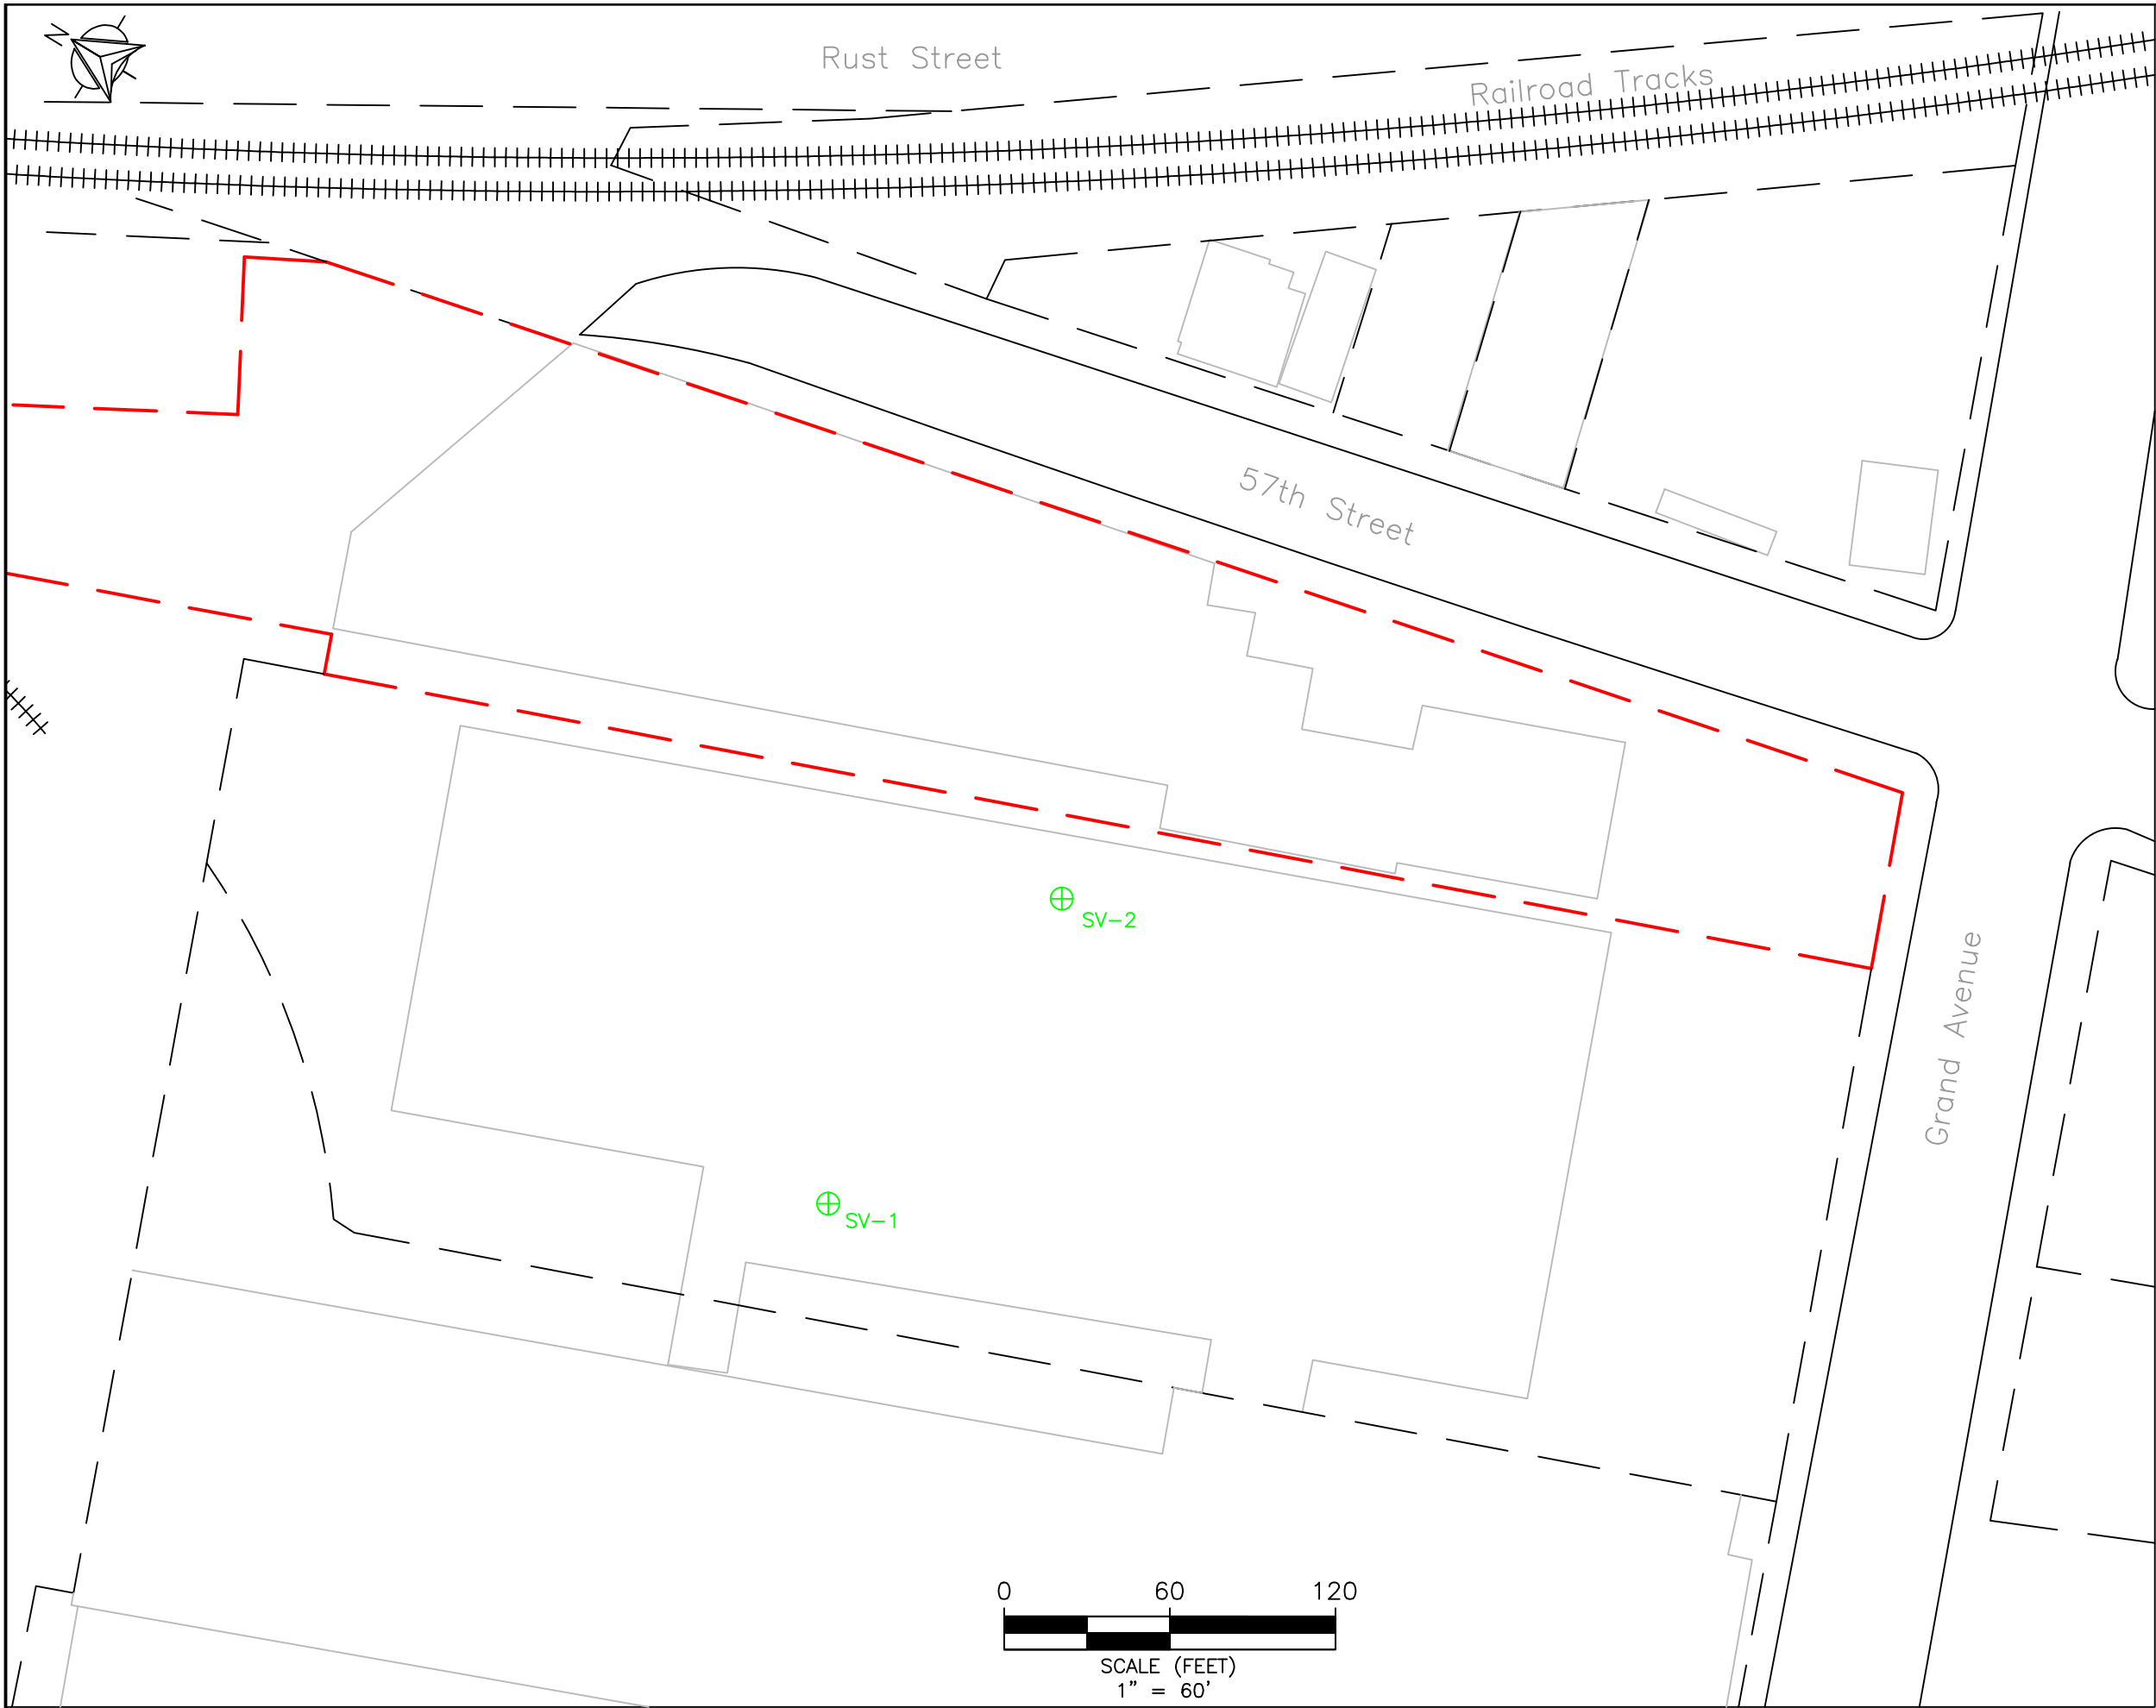 Rust Street
Railroad Tracks
57th Street
SV-2
Grand Avenue
SV-1
0 60 120
SCALE (FEET)
1" = 60'